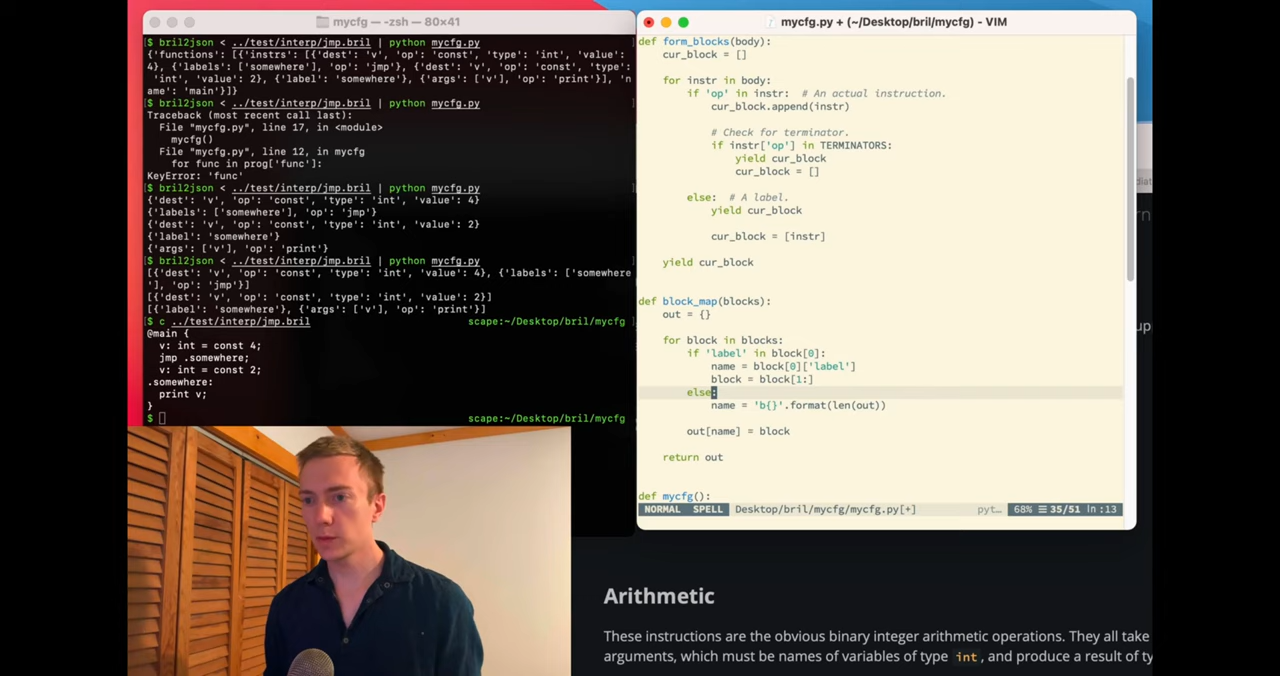 mycfg — -zsh — 80×41
$ bril2json < ../test/interp/jmp.bril | python mycfg.py
{'functions': [{'instrs': [{'dest': 'v', 'op': 'const', 'type': 'int', 'value':
4}, {'labels': ['somewhere'], 'op': 'jmp'}, {'dest': 'v', 'op': 'const', 'type':
'int', 'value': 2}, {'label': 'somewhere'}, {'args': ['v'], 'op': 'print'}], 'n
ame': 'main'}]}
$ bril2json < ../test/interp/jmp.bril | python mycfg.py
Traceback (most recent call last):
File "mycfg.py", line 17, in <module>
mycfg()
File "mycfg.py", line 12, in mycfg
for func in prog['func']:
KeyError: 'func'
$ bril2json < ../test/interp/jmp.bril | python mycfg.py
{'dest': 'v', 'op': 'const', 'type': 'int', 'value': 4}
{'labels': ['somewhere'], 'op': 'jmp'}
{'dest': 'v', 'op': 'const', 'type': 'int', 'value': 2}
{'label': 'somewhere'}
{'args': ['v'], 'op': 'print'}
$ bril2json < ../test/interp/jmp.bril | python mycfg.py
[{'dest': 'v', 'op': 'const', 'type': 'int', 'value': 4}, {'labels': ['somewhere
'], 'op': 'jmp'}]
[{'dest': 'v', 'op': 'const', 'type': 'int', 'value': 2}]
[{'label': 'somewhere'}, {'args': ['v'], 'op': 'print'}]
$ c ../test/interp/jmp.bril scape:~/Desktop/bril/mycfg
@main {
v: int = const 4;
jmp .somewhere;
v: int = const 2;
.somewhere:
print v;
}
$ scape:~/Desktop/bril/mycfg
mycfg.py + (~/Desktop/bril/mycfg) - VIM
def form_blocks(body):
cur_block = []
for instr in body:
if 'op' in instr: # An actual instruction.
cur_block.append(instr)
# Check for terminator.
if instr['op'] in TERMINATORS:
yield cur_block
cur_block = []
else: # A label.
yield cur_block
cur_block = [instr]
yield cur_block
def block_map(blocks):
out = {}
for block in blocks:
if 'label' in block[0]:
name = block[0]['label']
block = block[1:]
else:
name = 'b{}'.format(len(out))
out[name] = block
return out
def mycfg():
NORMAL SPELL Desktop/bril/mycfg/mycfg.py[+] pyt… 68% ☰ 35/51 ln :13
diat
rn
up
Arithmetic
These instructions are the obvious binary integer arithmetic operations. They all take
arguments, which must be names of variables of type int, and produce a result of ty